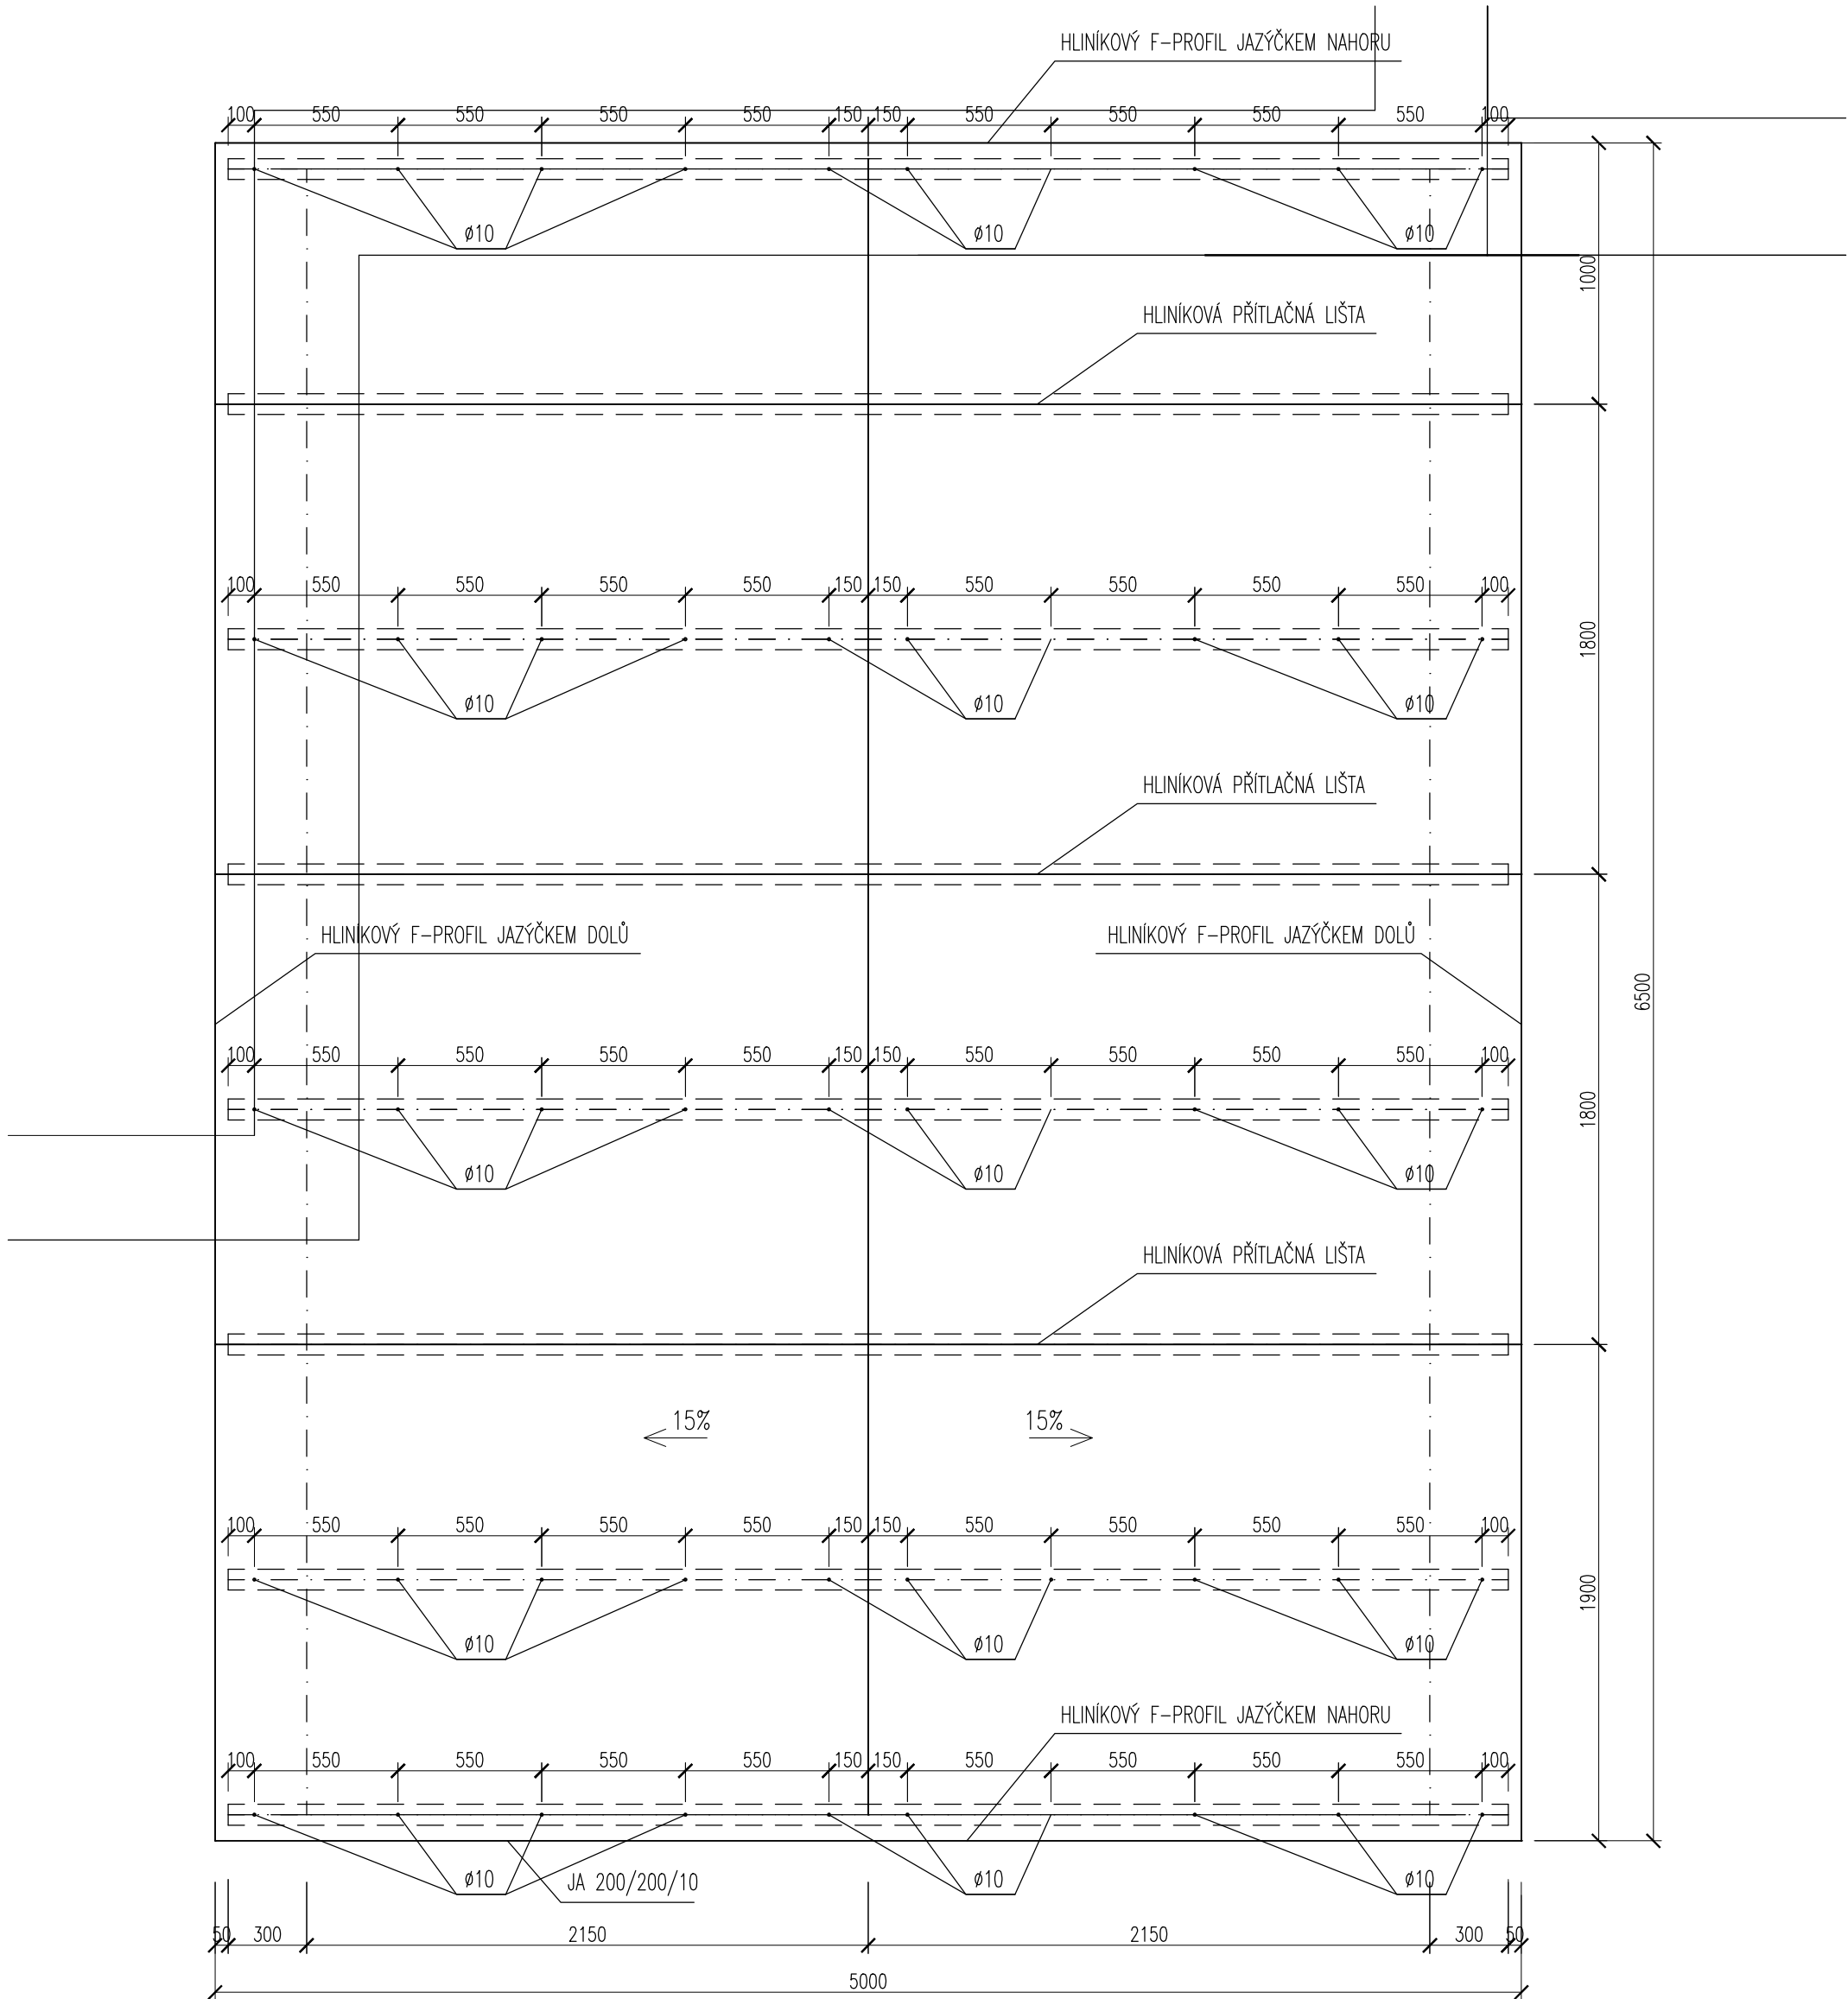 HLINÍKOVÝ F-PROFIL JAZÝČKEM NAHORU
100 550 550 550 550 150 150 550 550 550 550 100
ø10 ø10 ø10
1000
HLINÍKOVÁ PŘÍTLAČNÁ LIŠTA
100 550 550 550 550 150 150 550 550 550 550 100
1800
ø10 ø10 ø10
HLINÍKOVÁ PŘÍTLAČNÁ LIŠTA
HLINÍKOVÝ F-PROFIL JAZÝČKEM DOLŮ HLINÍKOVÝ F-PROFIL JAZÝČKEM DOLŮ
6500
100 550 550 550 550 150 150 550 550 550 550 100
1800
ø10 ø10 ø10
HLINÍKOVÁ PŘÍTLAČNÁ LIŠTA
15% 15%
100 550 550 550 550 150 150 550 550 550 550 100
1900
ø10 ø10 ø10
HLINÍKOVÝ F-PROFIL JAZÝČKEM NAHORU
100 550 550 550 550 150 150 550 550 550 550 100
ø10 JA 200/200/10 ø10 ø10
50 300 2150 2150 300 50
5000